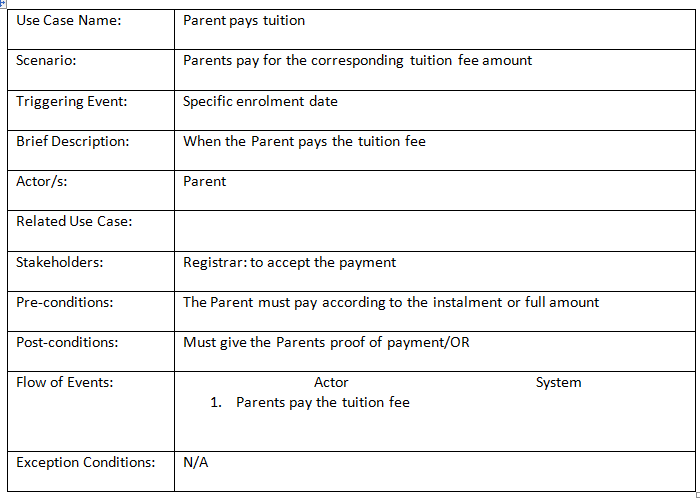 Use Case Name: Parent pays tuition
Scenario: Parents pay for the corresponding tuition fee amount
Triggering Event: Specific enrolment date
Brief Description: When the Parent pays the tuition fee
Actor/s: Parent
Related Use Case:
Stakeholders: Registrar: to accept the payment
Pre-conditions: The Parent must pay according to the instalment or full amount
Post-conditions: Must give the Parents proof of payment/OR
Flow of Events: Actor System
1. Parents pay the tuition fee
Exception Conditions: N/A